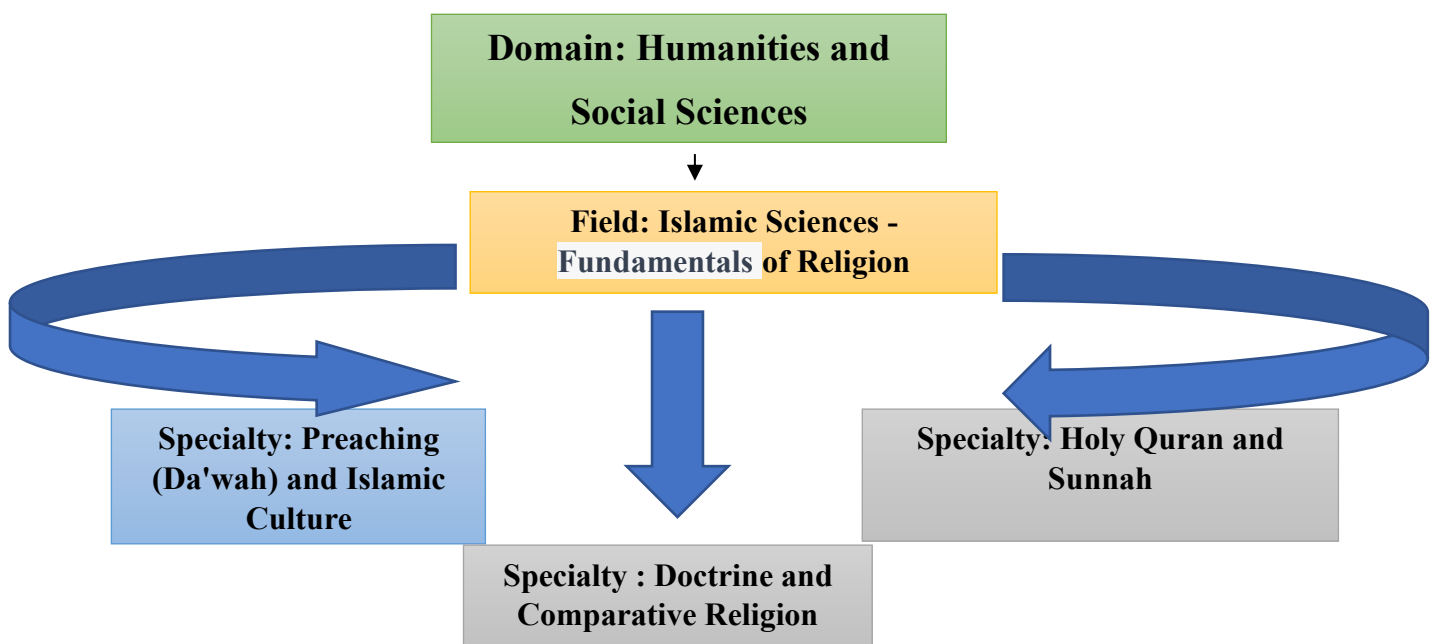 Domain: Humanities and
Social Sciences
Field: Islamic Sciences -
Fundamentals of Religion
Specialty: Preaching
(Da'wah) and Islamic
Culture
Specialty: Holy Quran and
Sunnah
Specialty : Doctrine and
Comparative Religion